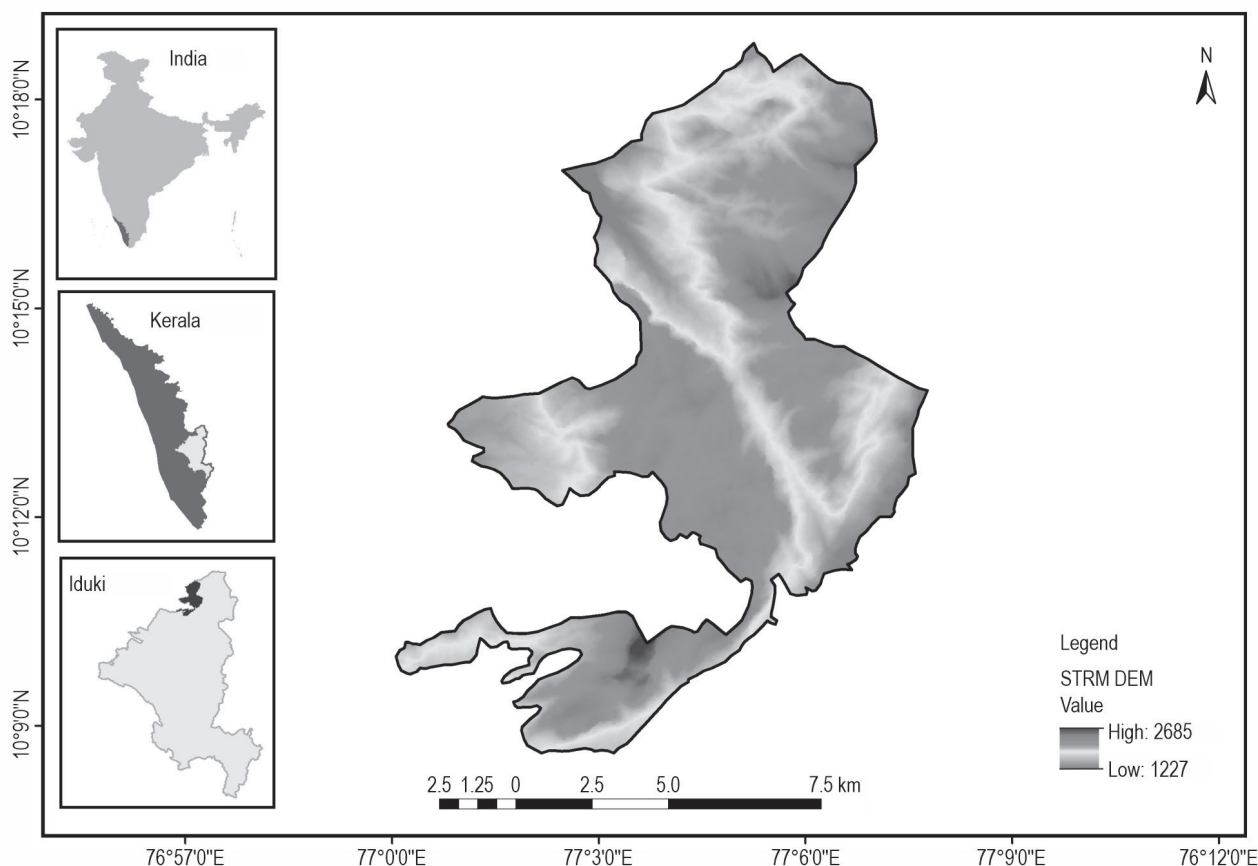 India
Kerala
Iduki
N
10°18'0"N
10°15'0"N
10°12'0"N
10°9'0"N
Legend
STRM DEM
Value
High: 2685
Low: 1227
2.5 1.25 0 2.5 5.0 7.5 km
76°57'0"E 77°00'E 77°3'0"E 77°6'0"E 77°9'0"E 76°12'0"E